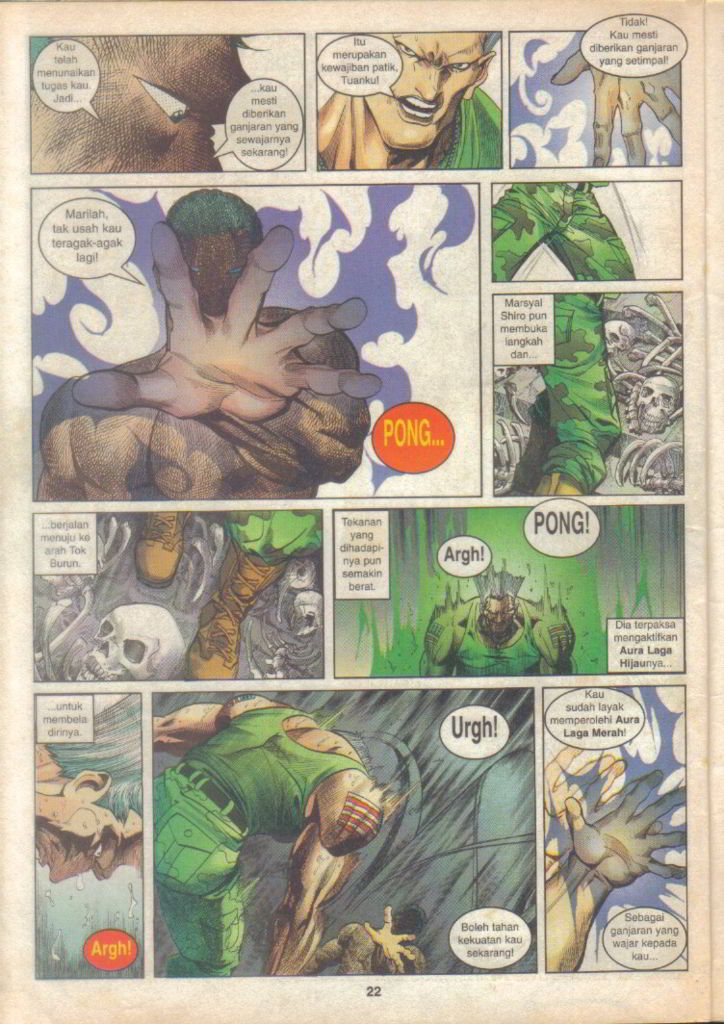 Kau
telah
menunaikan
tugas kau.
Jadi...
...kau
mesti
diberikan
ganjaran yang
sewajarnya
sekarang!
Itu
merupakan
kewajiban patik,
Tuanku!
Tidak!
Kau mesti
diberikan ganjaran
yang setimpal!
Marilah,
tak usah kau
teragak-agak
lagi!
PONG...
Marsyal
Shiro pun
membuka
langkah
dan...
...berjalan
menuju ke
arah Tok
Burun.
Tekanan
yang
dihadapi-
nya pun
semakin
berat.
Argh!
PONG!
Dia terpaksa
mengaktifkan
Aura Laga
Hijaunya...
...untuk
membela
dirinya.
Argh!
Urgh!
Boleh tahan
kekuatan kau
sekarang!
Kau
sudah layak
memperolehi Aura
Laga Merah!
Sebagai
ganjaran yang
wajar kepada
kau...
22